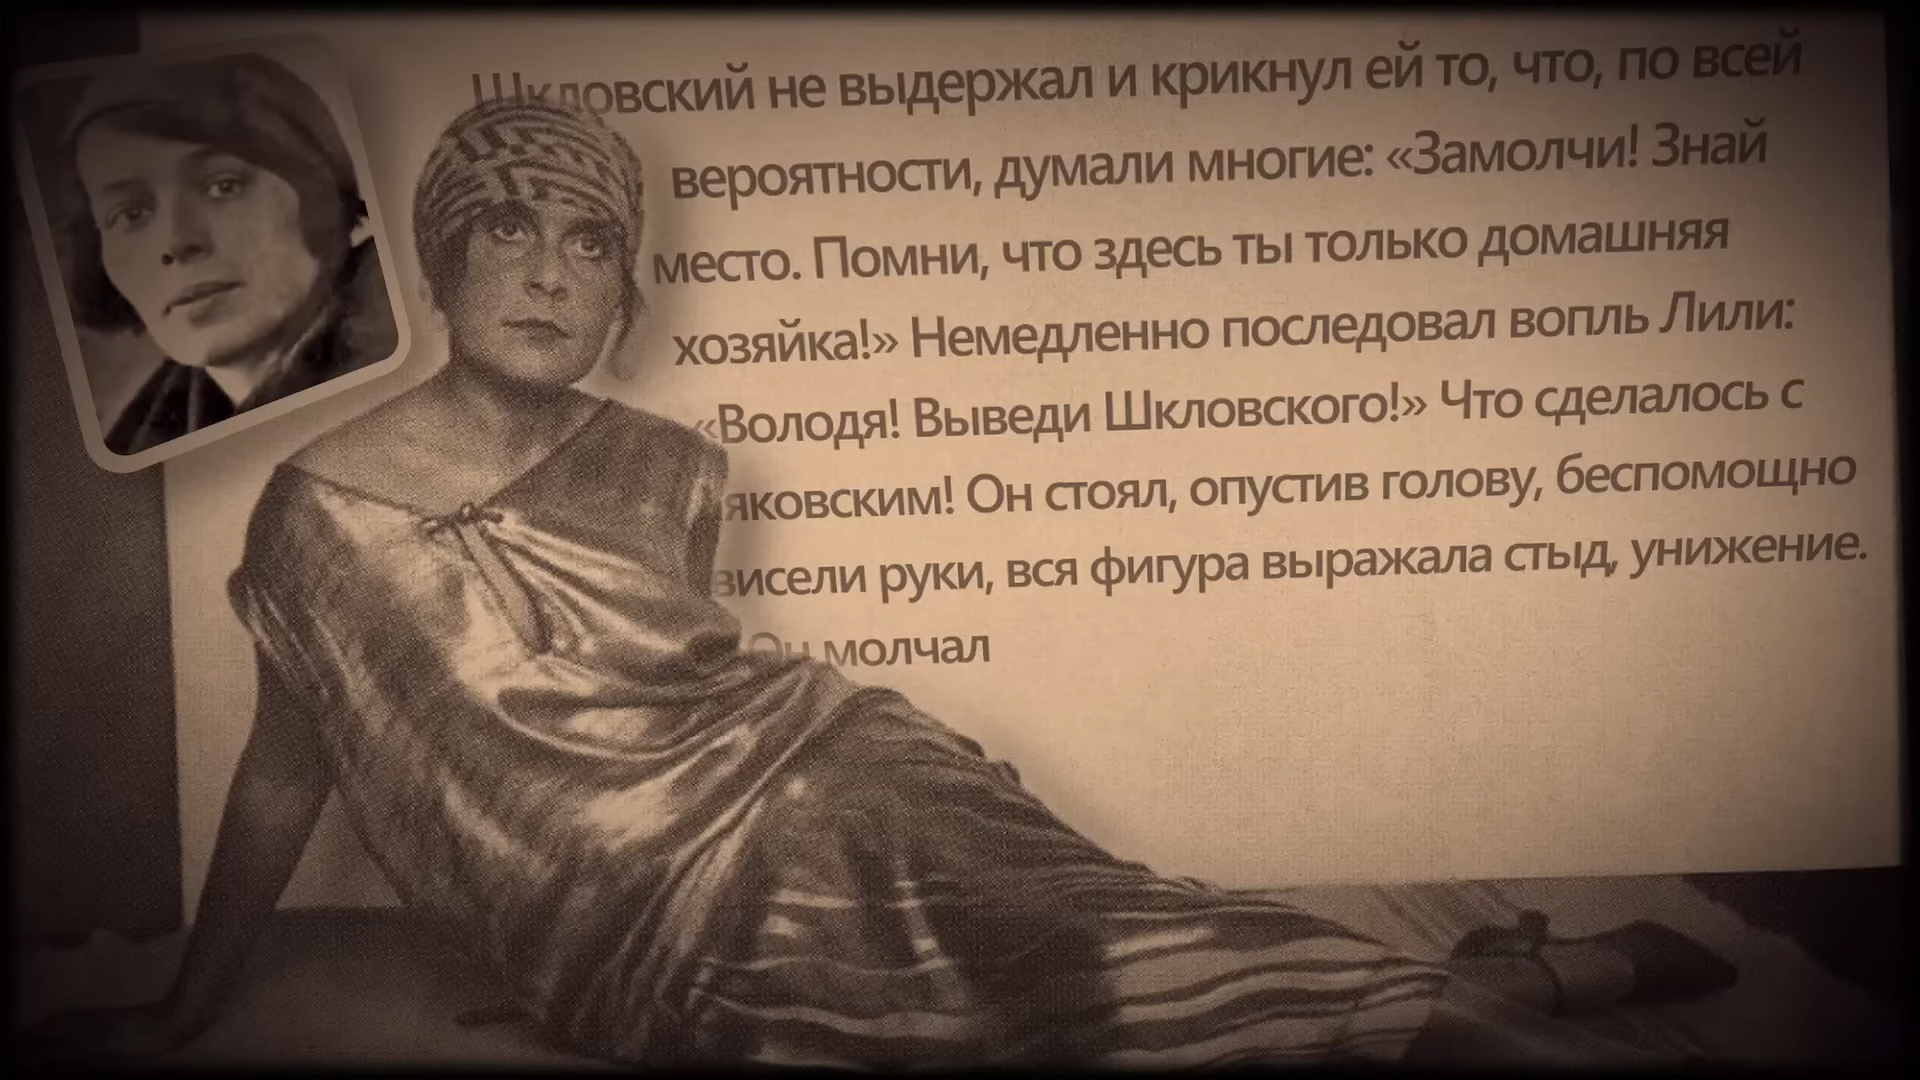 Шкловский не выдержал и крикнул ей то, что, по всей
вероятности, думали многие: «Замолчи! Знай
место. Помни, что здесь ты только домашняя
хозяйка!» Немедленно последовал вопль Лили:
«Володя! Выведи Шкловского!» Что сделалось с
яковским! Он стоял, опустив голову, беспомощно
висели руки, вся фигура выражала стыд, унижение.
Он молчал